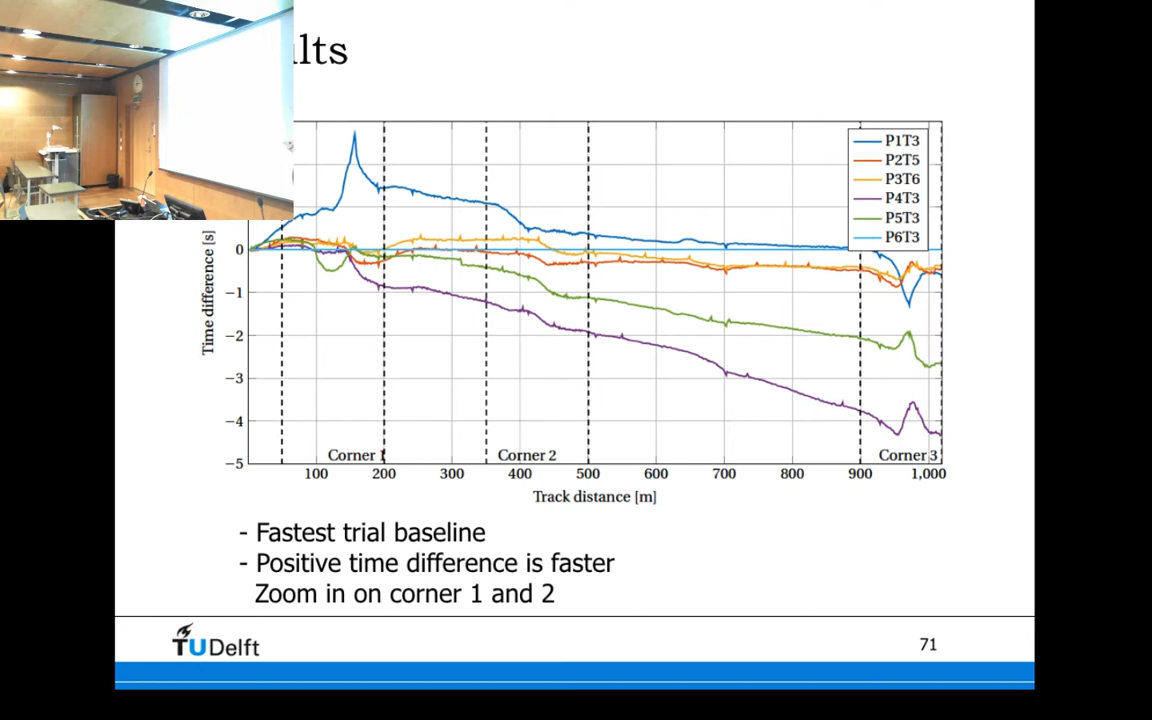 P1T3
P2T5
P3T6
P4T3
P5T3
P6T3
Time difference [s]
0
−1
−2
−3
−4
−5
Corner 1
Corner 2
Corner 3
100
200
300
400
500
600
700
800
900
1,000
Track distance [m]
- Fastest trial baseline
- Positive time difference is faster
Zoom in on corner 1 and 2
TUDelft
71